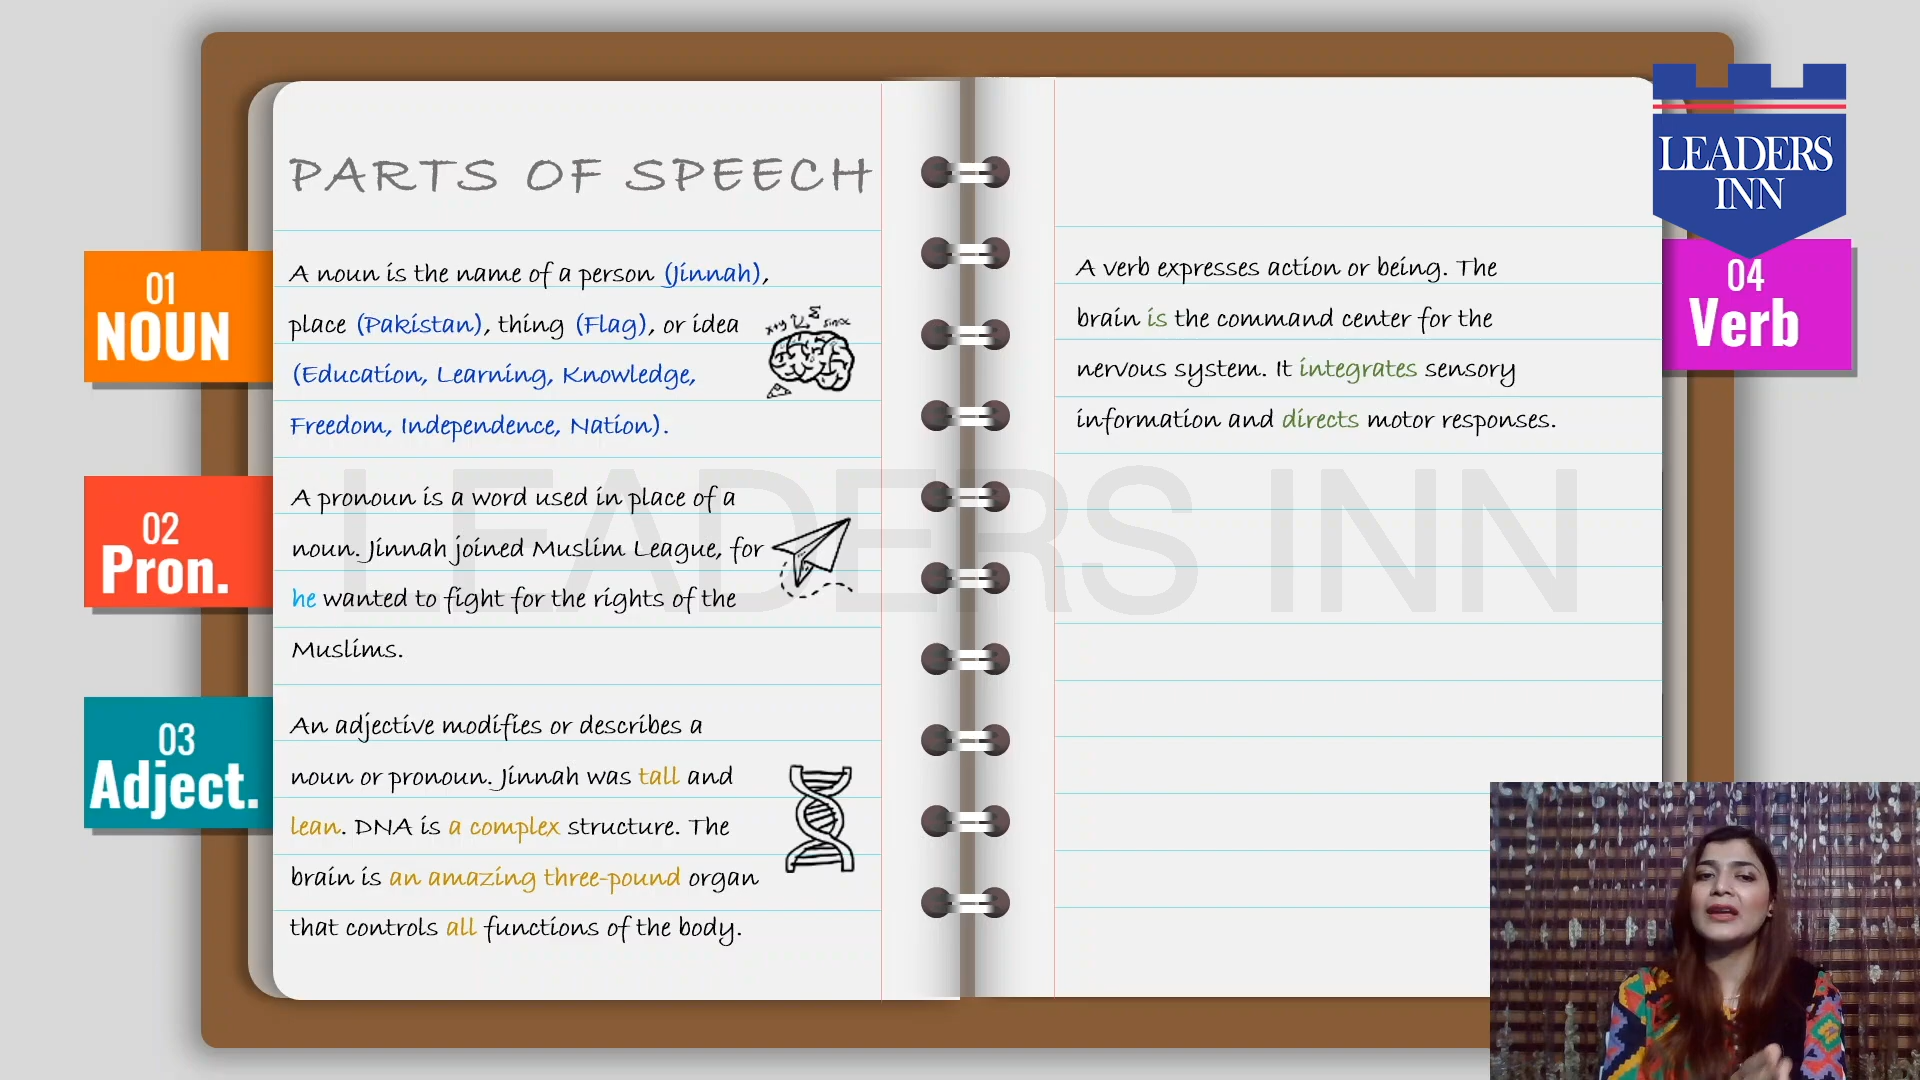 PARTS OF SPEECH
01
NOUN
A noun is the name of a person (Jinnah),
place (Pakistan), thing (Flag), or idea
(Education, Learning, Knowledge,
Freedom, Independence, Nation).
x+y Σ sinx
02
Pron.
A pronoun is a word used in place of a
noun. Jinnah joined Muslim League, for
he wanted to fight for the rights of the
Muslims.
03
Adject.
An adjective modifies or describes a
noun or pronoun. Jinnah was tall and
lean. DNA is a complex structure. The
brain is an amazing three-pound organ
that controls all functions of the body.
LEADERS
INN
04
Verb
A verb expresses action or being. The
brain is the command center for the
nervous system. It integrates sensory
information and directs motor responses.
LEADERS INN